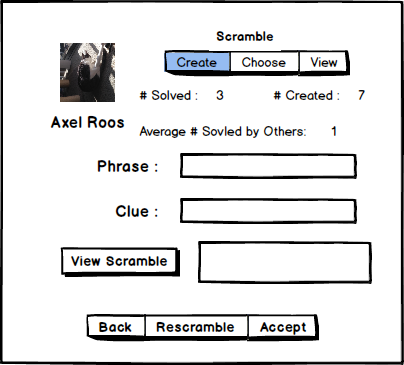 Scramble
Create Choose View
# Solved : 3 # Created : 7
Axel Roos
Average # Sovled by Others: 1
Phrase :
Clue :
View Scramble
Back Rescramble Accept